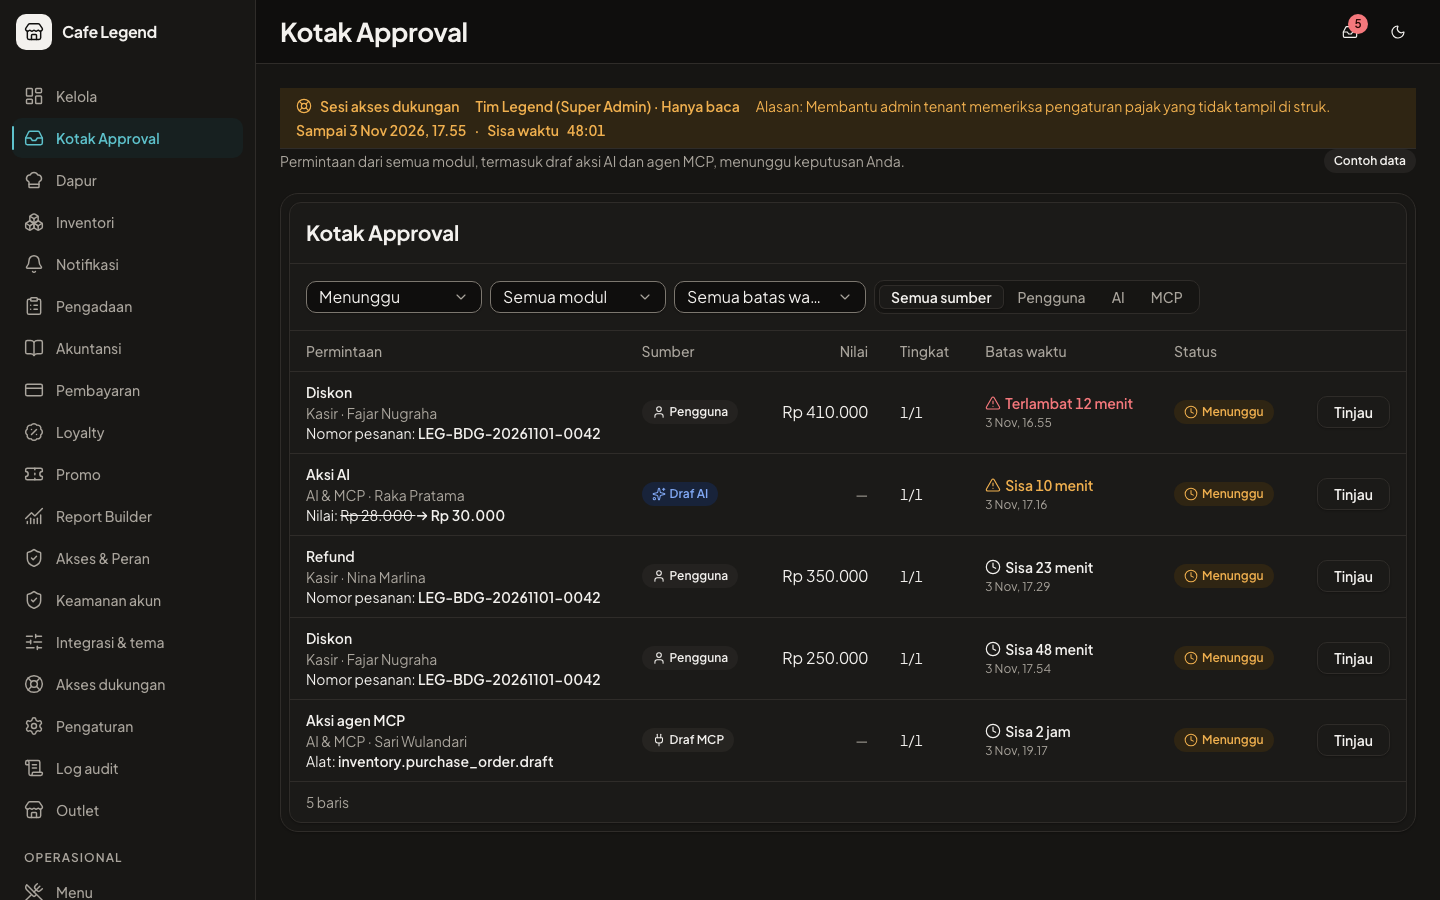 Cafe Legend
Kelola
Kotak Approval
Dapur
Inventori
Notifikasi
Pengadaan
Akuntansi
Pembayaran
Loyalty
Promo
Report Builder
Akses & Peran
Keamanan akun
Integrasi & tema
Akses dukungan
Pengaturan
Log audit
Outlet
OPERASIONAL
Menu
Kotak Approval
5
Sesi akses dukungan Tim Legend (Super Admin) · Hanya baca Alasan: Membantu admin tenant memeriksa pengaturan pajak yang tidak tampil di struk.
Sampai 3 Nov 2026, 17.55 · Sisa waktu 48:01
Permintaan dari semua modul, termasuk draf aksi AI dan agen MCP, menunggu keputusan Anda.
Contoh data
Kotak Approval
Menunggu Semua modul Semua batas wa... Semua sumber Pengguna AI MCP
Permintaan Sumber Nilai Tingkat Batas waktu Status
Diskon
Kasir · Fajar Nugraha
Nomor pesanan: LEG-BDG-20261101-0042
Pengguna Rp 410.000 1/1
Terlambat 12 menit
3 Nov, 16.55
Menunggu Tinjau
Aksi AI
AI & MCP · Raka Pratama
Nilai: Rp 28.000 → Rp 30.000
Draf AI — 1/1
Sisa 10 menit
3 Nov, 17.16
Menunggu Tinjau
Refund
Kasir · Nina Marlina
Nomor pesanan: LEG-BDG-20261101-0042
Pengguna Rp 350.000 1/1
Sisa 23 menit
3 Nov, 17.29
Menunggu Tinjau
Diskon
Kasir · Fajar Nugraha
Nomor pesanan: LEG-BDG-20261101-0042
Pengguna Rp 250.000 1/1
Sisa 48 menit
3 Nov, 17.54
Menunggu Tinjau
Aksi agen MCP
AI & MCP · Sari Wulandari
Alat: inventory.purchase_order.draft
Draf MCP — 1/1
Sisa 2 jam
3 Nov, 19.17
Menunggu Tinjau
5 baris